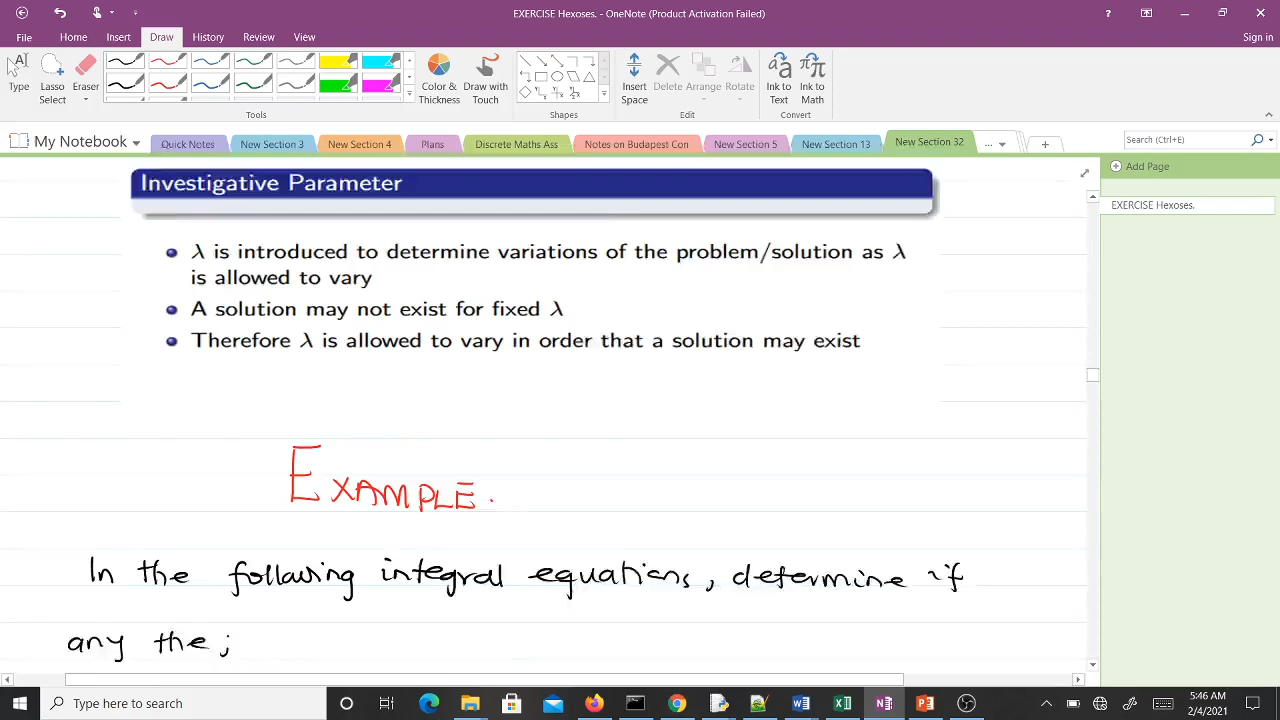 EXERCISE Hexoses. - OneNote (Product Activation Failed)
File Home Insert Draw History Review View
Sign in
Type
Lasso Select
Eraser
Color & Thickness
Draw with Touch
Insert Space
Delete
Arrange
Rotate
Ink to Text
Ink to Math
Tools
Shapes
Edit
Convert
My Notebook
Quick Notes
New Section 3
New Section 4
Plans
Discrete Maths Ass
Notes on Budapest Con
New Section 5
New Section 13
New Section 32
...
Search (Ctrl+E)
Add Page
EXERCISE Hexoses.
Investigative Parameter
λ is introduced to determine variations of the problem/solution as λ
is allowed to vary
A solution may not exist for fixed λ
Therefore λ is allowed to vary in order that a solution may exist
EXAMPLE.
In the following integral equations, determine if
any the;
Type here to search
5:46 AM
2/4/2021